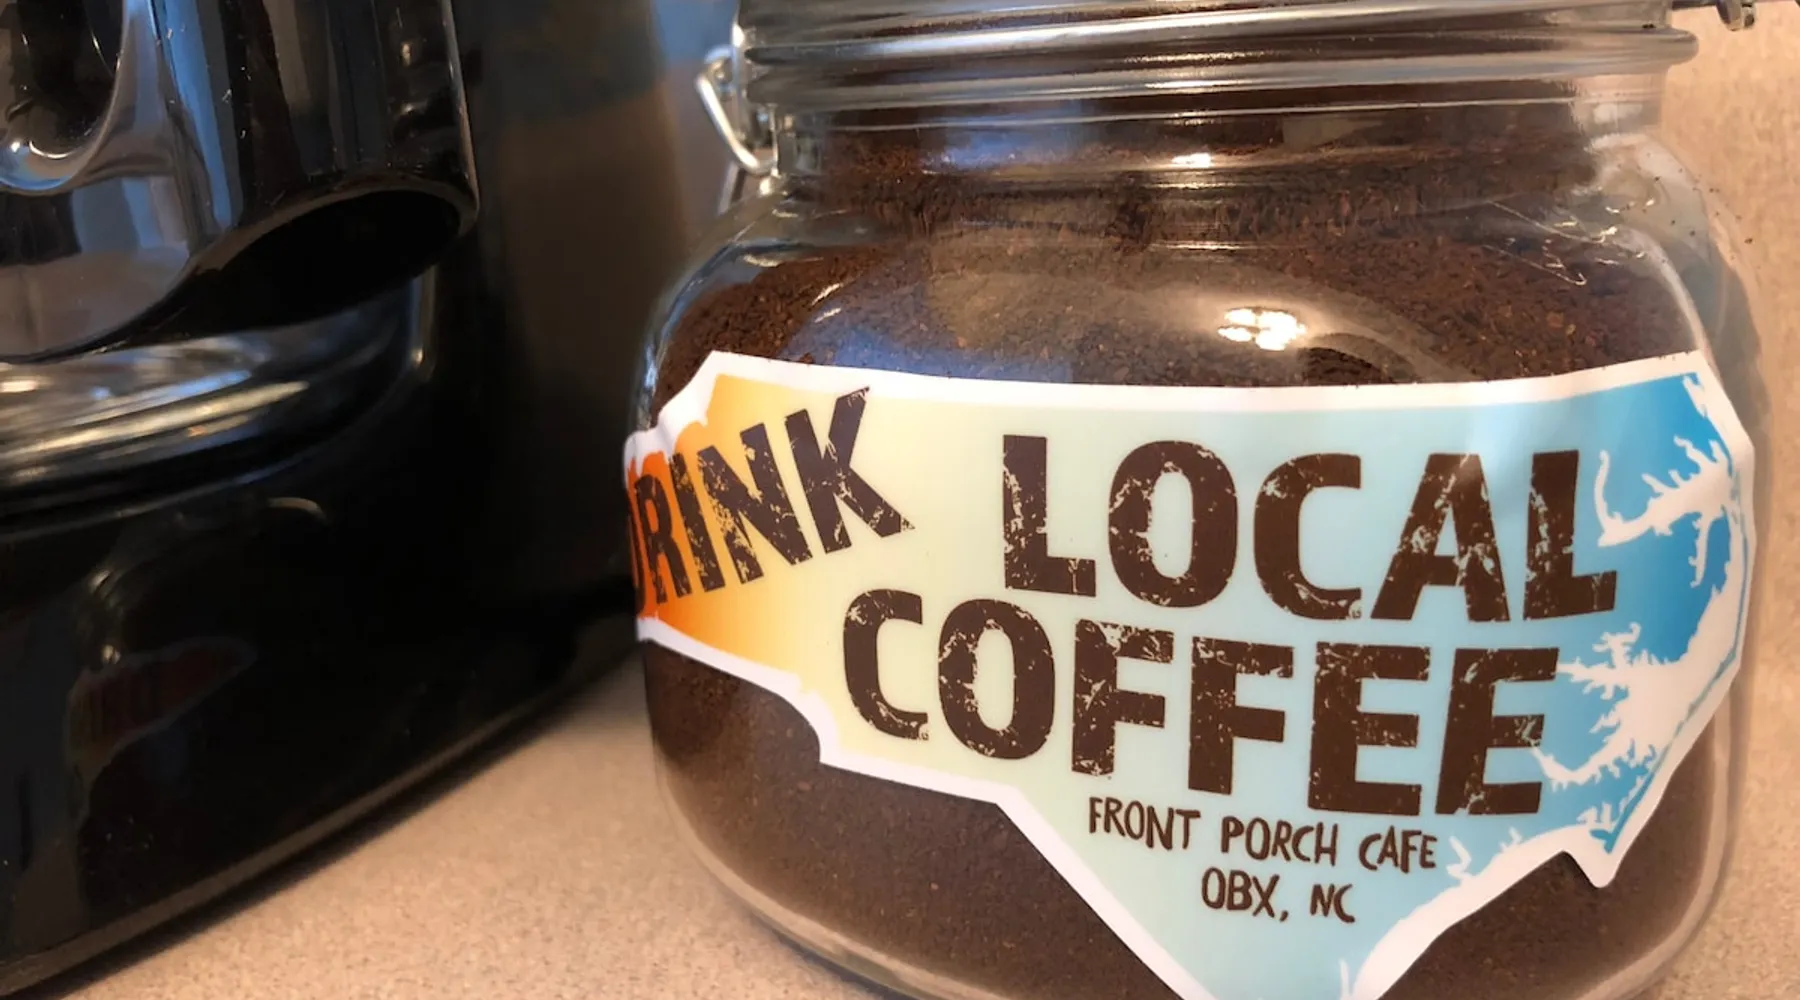 DRINK LOCAL
COFFEE
FRONT PORCH CAFE
OBX, NC